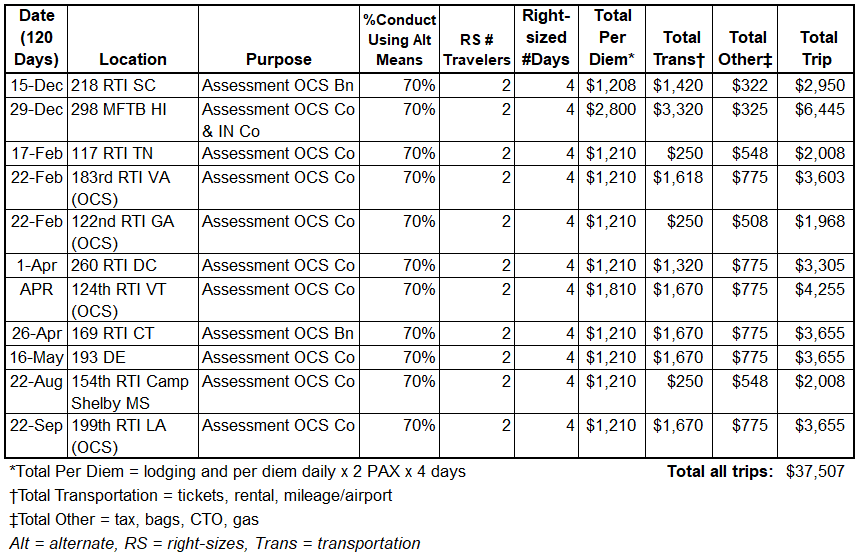 Date (120 Days) Location Purpose %Conduct Using Alt Means RS # Travelers Right-sized #Days Total Per Diem* Total Trans† Total Other‡ Total Trip
15-Dec 218 RTI SC Assessment OCS Bn 70% 2 4 $1,208 $1,420 $322 $2,950
29-Dec 298 MFTB HI Assessment OCS Co & IN Co 70% 2 4 $2,800 $3,320 $325 $6,445
17-Feb 117 RTI TN Assessment OCS Co 70% 2 4 $1,210 $250 $548 $2,008
22-Feb 183rd RTI VA (OCS) Assessment OCS Co 70% 2 4 $1,210 $1,618 $775 $3,603
22-Feb 122nd RTI GA (OCS) Assessment OCS Co 70% 2 4 $1,210 $250 $508 $1,968
1-Apr 260 RTI DC Assessment OCS Co 70% 2 4 $1,210 $1,320 $775 $3,305
APR 124th RTI VT (OCS) Assessment OCS Co 70% 2 4 $1,810 $1,670 $775 $4,255
26-Apr 169 RTI CT Assessment OCS Bn 70% 2 4 $1,210 $1,670 $775 $3,655
16-May 193 DE Assessment OCS Co 70% 2 4 $1,210 $1,670 $775 $3,655
22-Aug 154th RTI Camp Shelby MS Assessment OCS Co 70% 2 4 $1,210 $250 $548 $2,008
22-Sep 199th RTI LA (OCS) Assessment OCS Co 70% 2 4 $1,210 $1,670 $775 $3,655
*Total Per Diem = lodging and per diem daily x 2 PAX x 4 days Total all trips: $37,507
†Total Transportation = tickets, rental, mileage/airport
‡Total Other = tax, bags, CTO, gas
Alt = alternate, RS = right-sizes, Trans = transportation